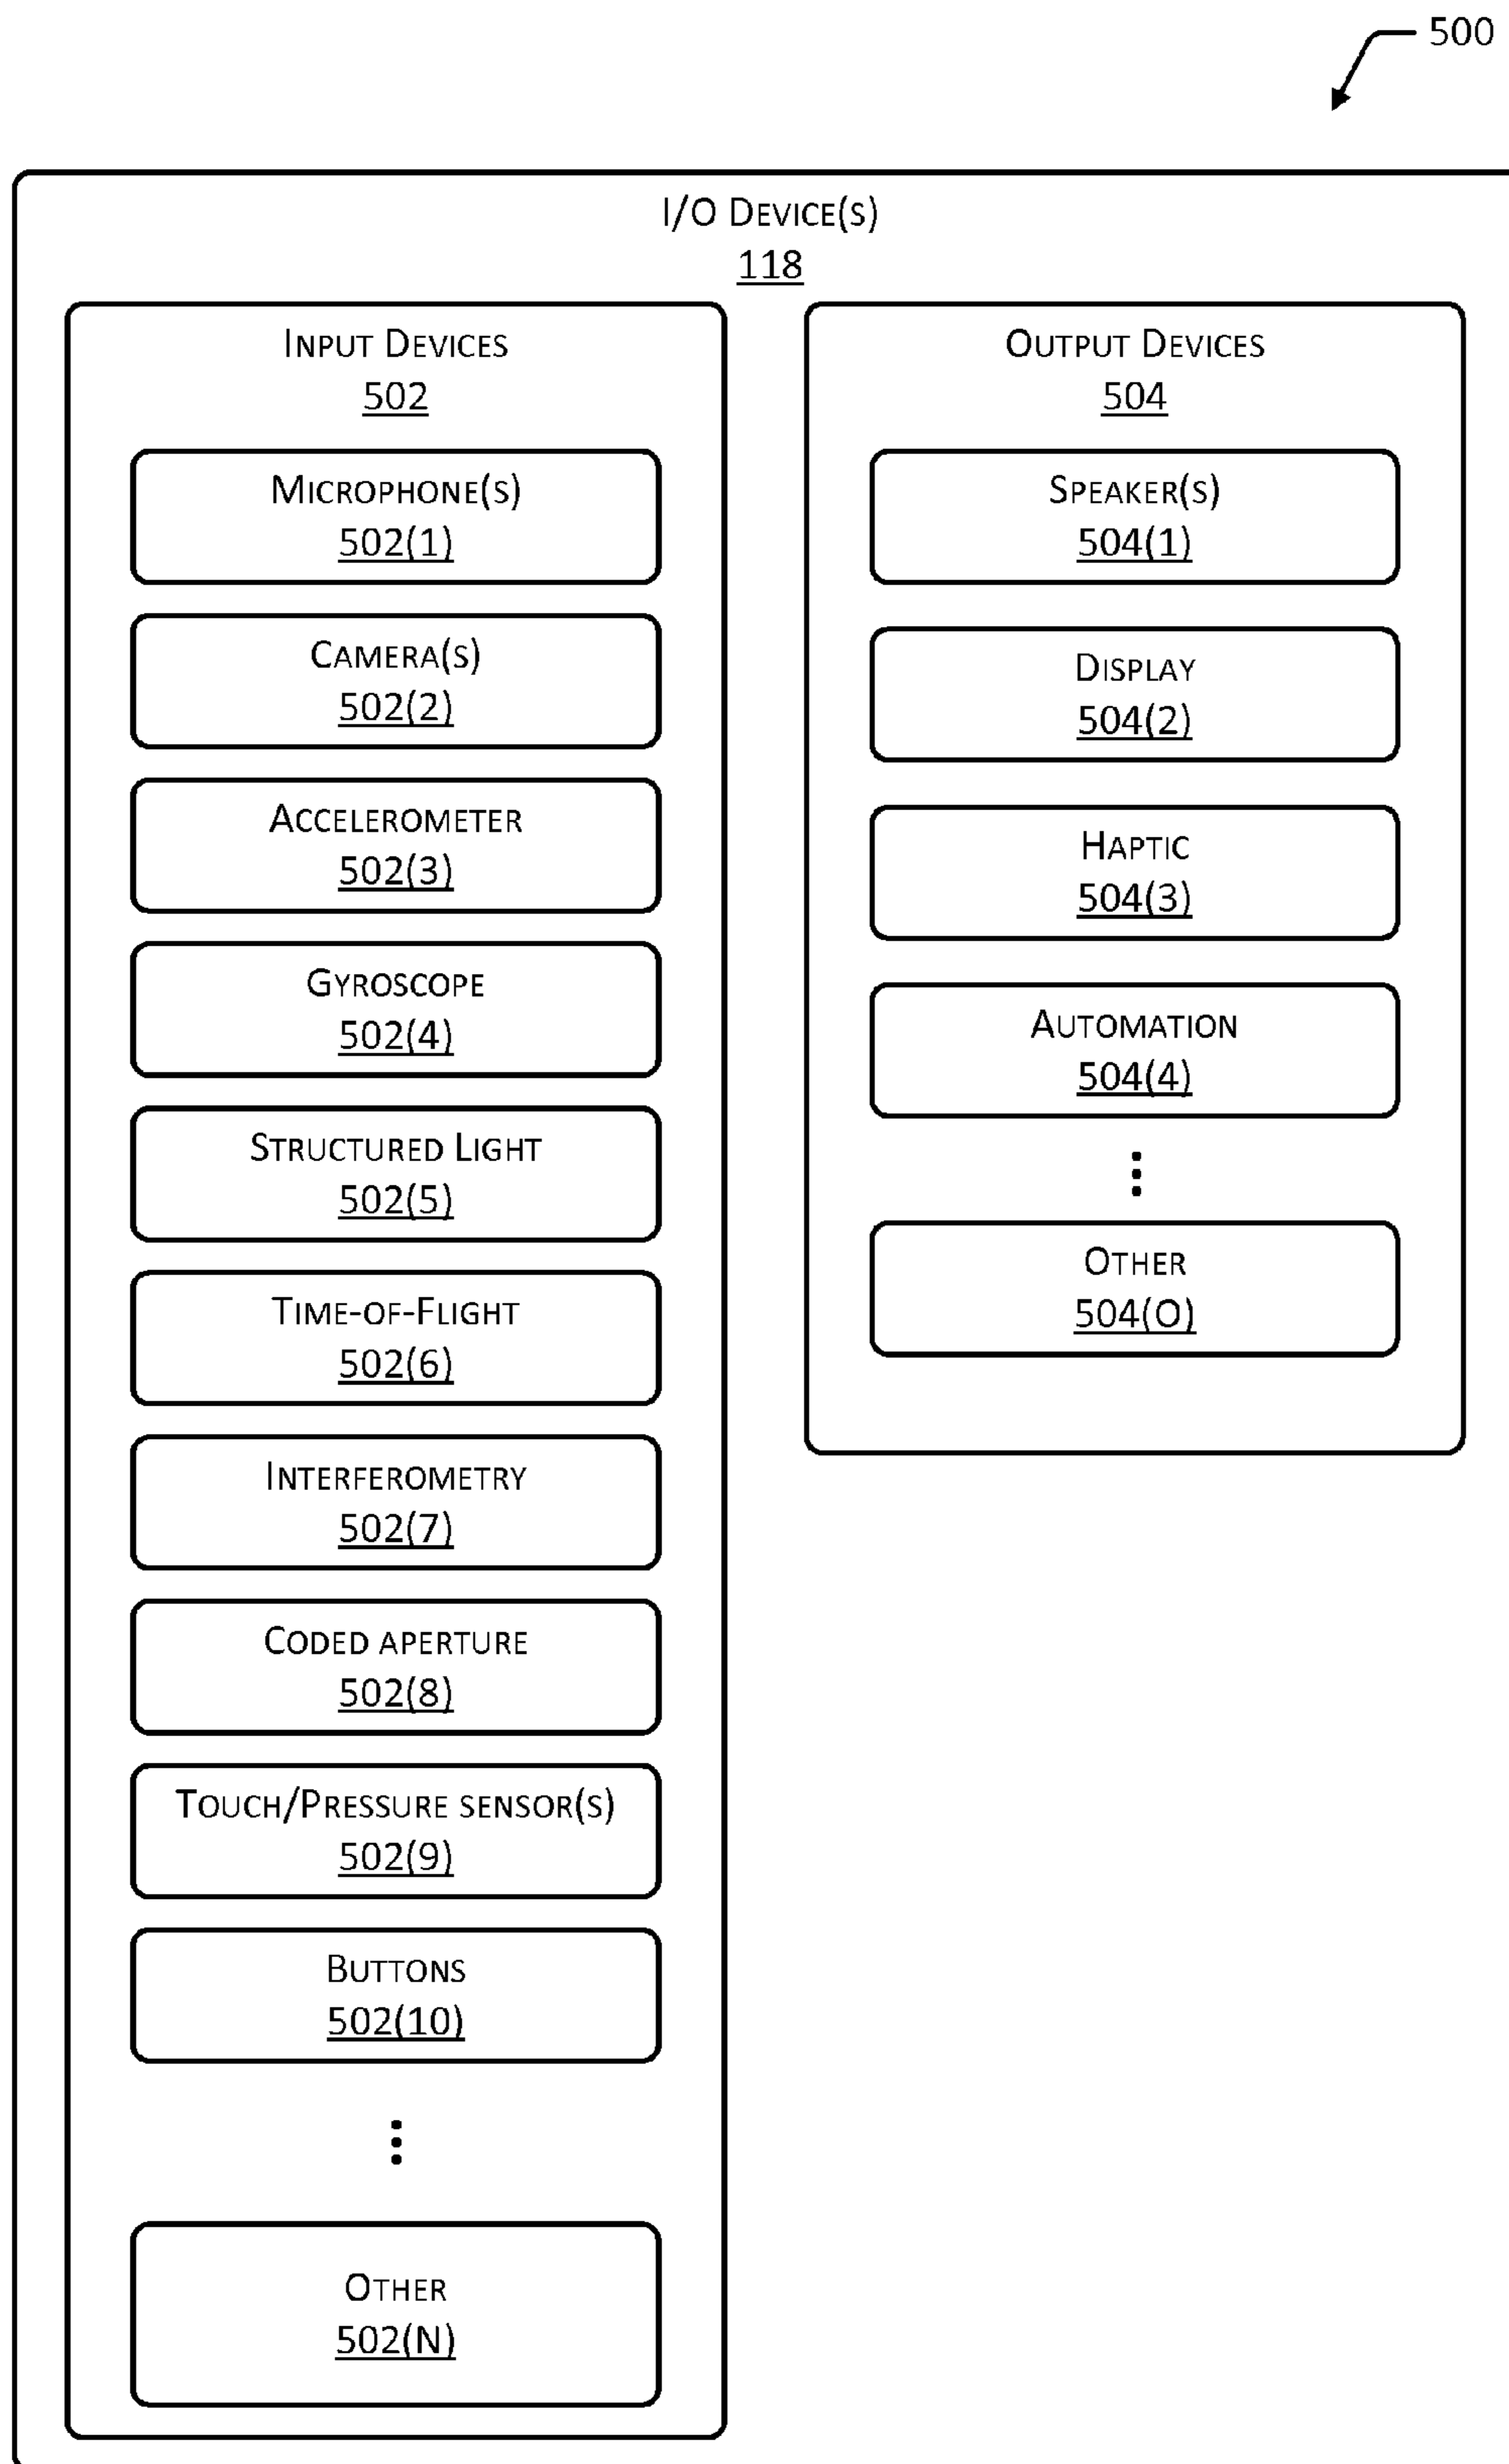 500
I/O Device(s)
118
Input Devices
502
Microphone(s)
502(1)
Camera(s)
502(2)
Accelerometer
502(3)
Gyroscope
502(4)
Structured Light
502(5)
Time-of-Flight
502(6)
Interferometry
502(7)
Coded aperture
502(8)
Touch/Pressure sensor(s)
502(9)
Buttons
502(10)
Other
502(N)
Output Devices
504
Speaker(s)
504(1)
Display
504(2)
Haptic
504(3)
Automation
504(4)
Other
504(O)